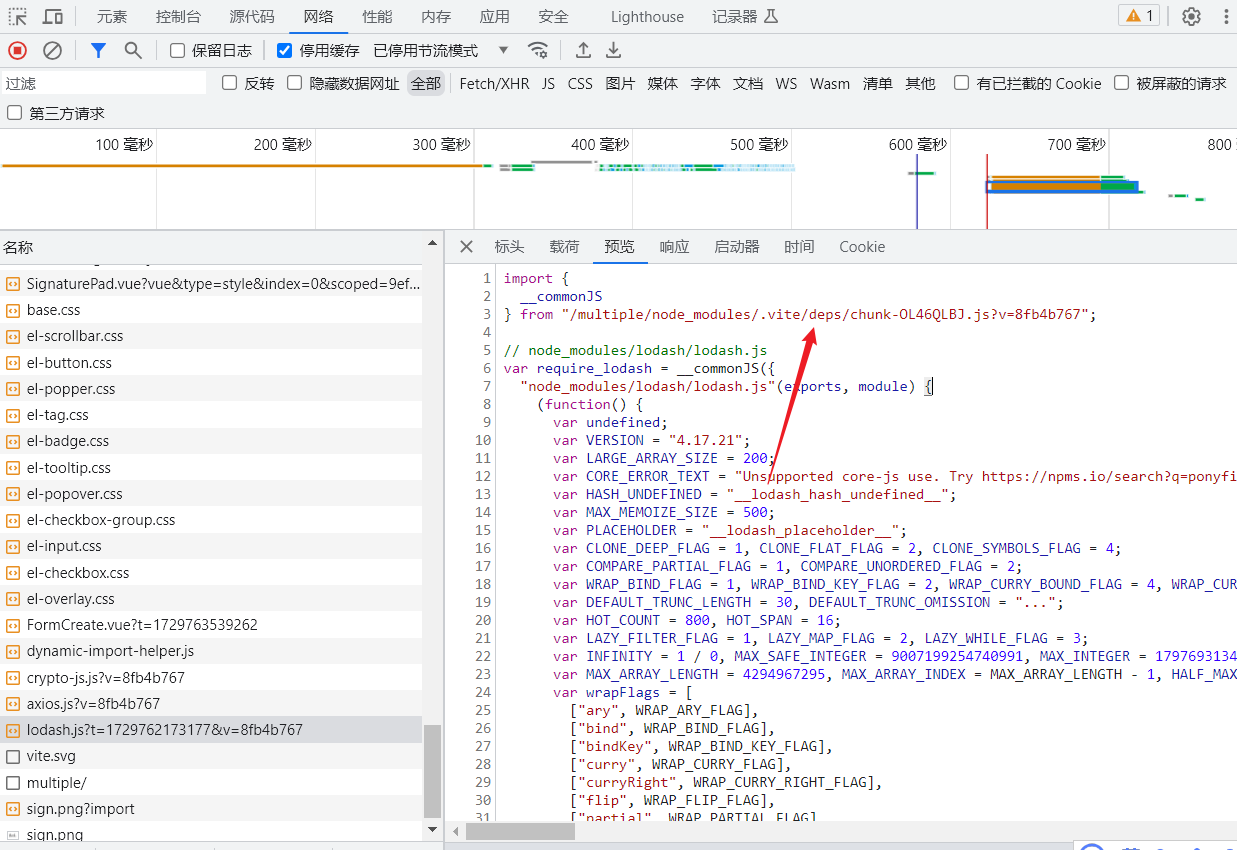 元素 控制台 源代码 网络 性能 内存 应用 安全 Lighthouse 记录器 1
保留日志 停用缓存 已停用节流模式
过滤 反转 隐藏数据网址 全部 Fetch/XHR JS CSS 图片 媒体 字体 文档 WS Wasm 清单 其他 有已拦截的 Cookie 被屏蔽的请求
第三方请求
100 毫秒 200 毫秒 300 毫秒 400 毫秒 500 毫秒 600 毫秒 700 毫秒 800
名称
SignaturePad.vue?vue&type=style&index=0&scoped=9ef...
base.css
el-scrollbar.css
el-button.css
el-popper.css
el-tag.css
el-badge.css
el-tooltip.css
el-popover.css
el-checkbox-group.css
el-input.css
el-checkbox.css
el-overlay.css
FormCreate.vue?t=1729763539262
dynamic-import-helper.js
crypto-js.js?v=8fb4b767
axios.js?v=8fb4b767
lodash.js?t=1729762173177&v=8fb4b767
vite.svg
multiple/
sign.png?import
sign.png
标头 载荷 预览 响应 启动器 时间 Cookie
1 import {
2 __commonJS
3 } from "/multiple/node_modules/.vite/deps/chunk-OL46QLBJ.js?v=8fb4b767";
4
5 // node_modules/lodash/lodash.js
6 var require_lodash = __commonJS({
7 "node_modules/lodash/lodash.js"(exports, module) {
8 (function() {
9 var undefined;
10 var VERSION = "4.17.21";
11 var LARGE_ARRAY_SIZE = 200;
12 var CORE_ERROR_TEXT = "Unsupported core-js use. Try https://npms.io/search?q=ponyfi
13 var HASH_UNDEFINED = "__lodash_hash_undefined__";
14 var MAX_MEMOIZE_SIZE = 500;
15 var PLACEHOLDER = "__lodash_placeholder__";
16 var CLONE_DEEP_FLAG = 1, CLONE_FLAT_FLAG = 2, CLONE_SYMBOLS_FLAG = 4;
17 var COMPARE_PARTIAL_FLAG = 1, COMPARE_UNORDERED_FLAG = 2;
18 var WRAP_BIND_FLAG = 1, WRAP_BIND_KEY_FLAG = 2, WRAP_CURRY_BOUND_FLAG = 4, WRAP_CUR
19 var DEFAULT_TRUNC_LENGTH = 30, DEFAULT_TRUNC_OMISSION = "...";
20 var HOT_COUNT = 800, HOT_SPAN = 16;
21 var LAZY_FILTER_FLAG = 1, LAZY_MAP_FLAG = 2, LAZY_WHILE_FLAG = 3;
22 var INFINITY = 1 / 0, MAX_SAFE_INTEGER = 9007199254740991, MAX_INTEGER = 1797693134
23 var MAX_ARRAY_LENGTH = 4294967295, MAX_ARRAY_INDEX = MAX_ARRAY_LENGTH - 1, HALF_MAX
24 var wrapFlags = [
25 ["ary", WRAP_ARY_FLAG],
26 ["bind", WRAP_BIND_FLAG],
27 ["bindKey", WRAP_BIND_KEY_FLAG],
28 ["curry", WRAP_CURRY_FLAG],
29 ["curryRight", WRAP_CURRY_RIGHT_FLAG],
30 ["flip", WRAP_FLIP_FLAG],
31 ["partial", WRAP_PARTIAL_FLAG]